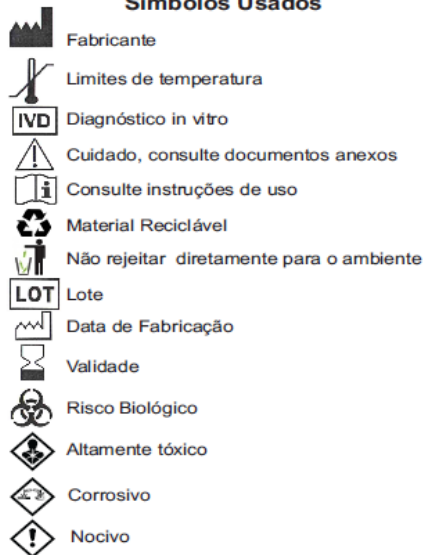 Símbolos Usados
Fabricante
Limites de temperatura
IVD Diagnóstico in vitro
Cuidado, consulte documentos anexos
i Consulte instruções de uso
Material Reciclável
Não rejeitar diretamente para o ambiente
LOT Lote
Data de Fabricação
Validade
Risco Biológico
Altamente tóxico
Corrosivo
Nocivo